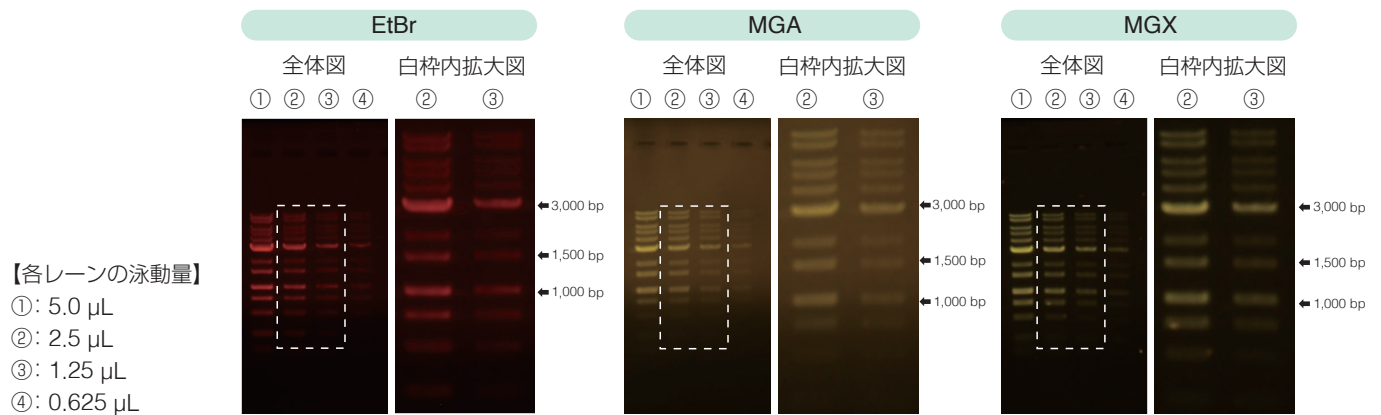 EtBr
全体図 白枠内拡大図
① ② ③ ④ ② ③
3,000 bp
1,500 bp
1,000 bp
MGA
全体図 白枠内拡大図
① ② ③ ④ ② ③
3,000 bp
1,500 bp
1,000 bp
MGX
全体図 白枠内拡大図
① ② ③ ④ ② ③
3,000 bp
1,500 bp
1,000 bp
【各レーンの泳動量】
①: 5.0 µL
②: 2.5 µL
③: 1.25 µL
④: 0.625 µL